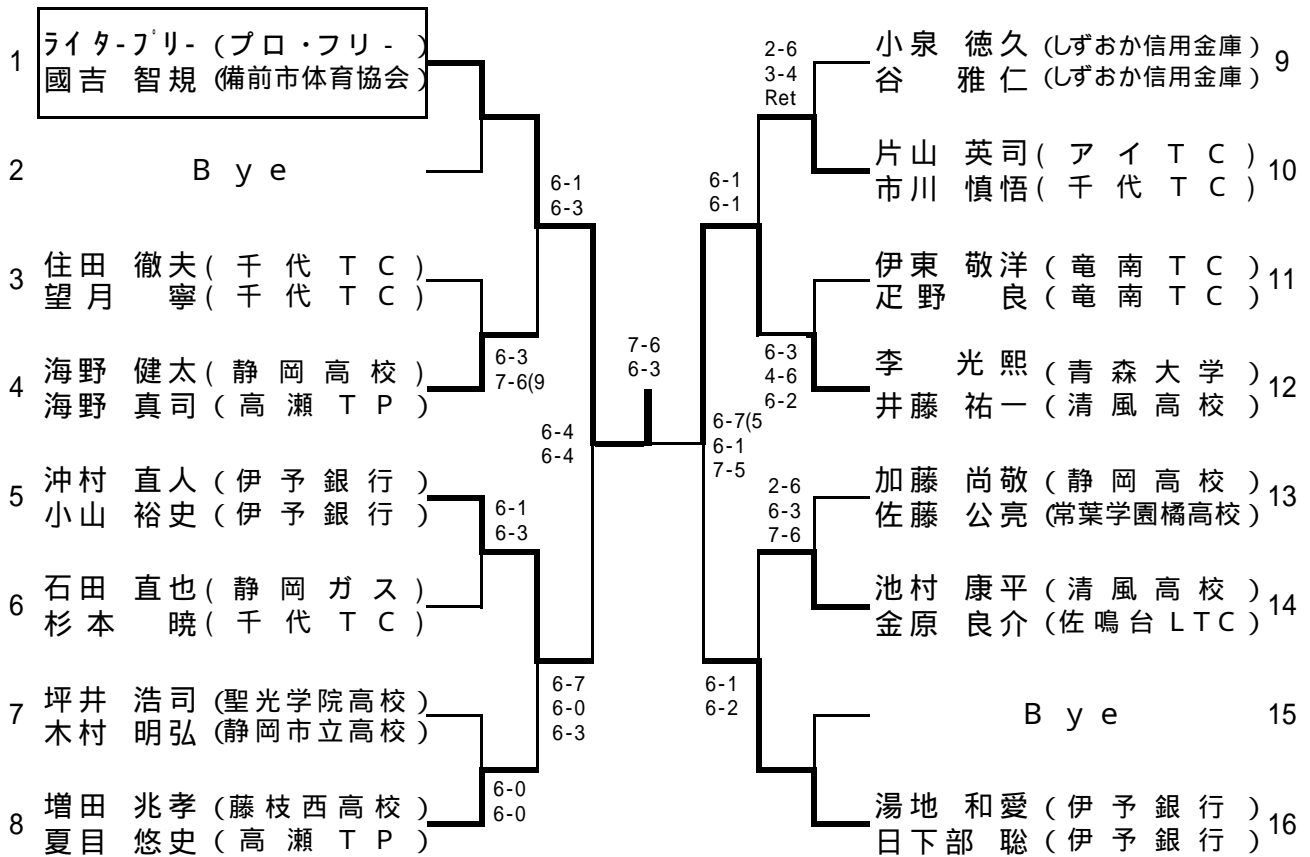 1
ライター-プリ- (プロ・フリ-)
國吉 智規 (備前市体育協会)
2
Bye
6-1
6-3
3
住田 徹夫 (千代TC)
望月 寧 (千代TC)
6-3
7-6(9
4
海野 健太 (静岡高校)
海野 真司 (高瀬TP)
6-4
6-4
5
沖村 直人 (伊予銀行)
小山 裕史 (伊予銀行)
6-1
6-3
6
石田 直也 (静岡ガス)
杉本 暁 (千代TC)
6-7
6-0
6-3
7
坪井 浩司 (聖光学院高校)
木村 明弘 (静岡市立高校)
6-0
6-0
8
増田 兆孝 (藤枝西高校)
夏目 悠史 (高瀬TP)
7-6
6-3
2-6
3-4
Ret
小泉 徳久 (しずおか信用金庫)
谷 雅仁 (しずおか信用金庫)
9
6-1
6-1
片山 英司 (アイTC)
市川 慎悟 (千代TC)
10
伊東 敬洋 (竜南TC)
疋野 良 (竜南TC)
11
6-3
4-6
6-2
李 光熙 (青森大学)
井藤 祐一 (清風高校)
12
6-7(5
6-1
7-5
2-6
6-3
7-6
加藤 尚敬 (静岡高校)
佐藤 公亮 (常葉学園橘高校)
13
池村 康平 (清風高校)
金原 良介 (佐鳴台LTC)
14
6-1
6-2
Bye
15
湯地 和愛 (伊予銀行)
日下部 聡 (伊予銀行)
16